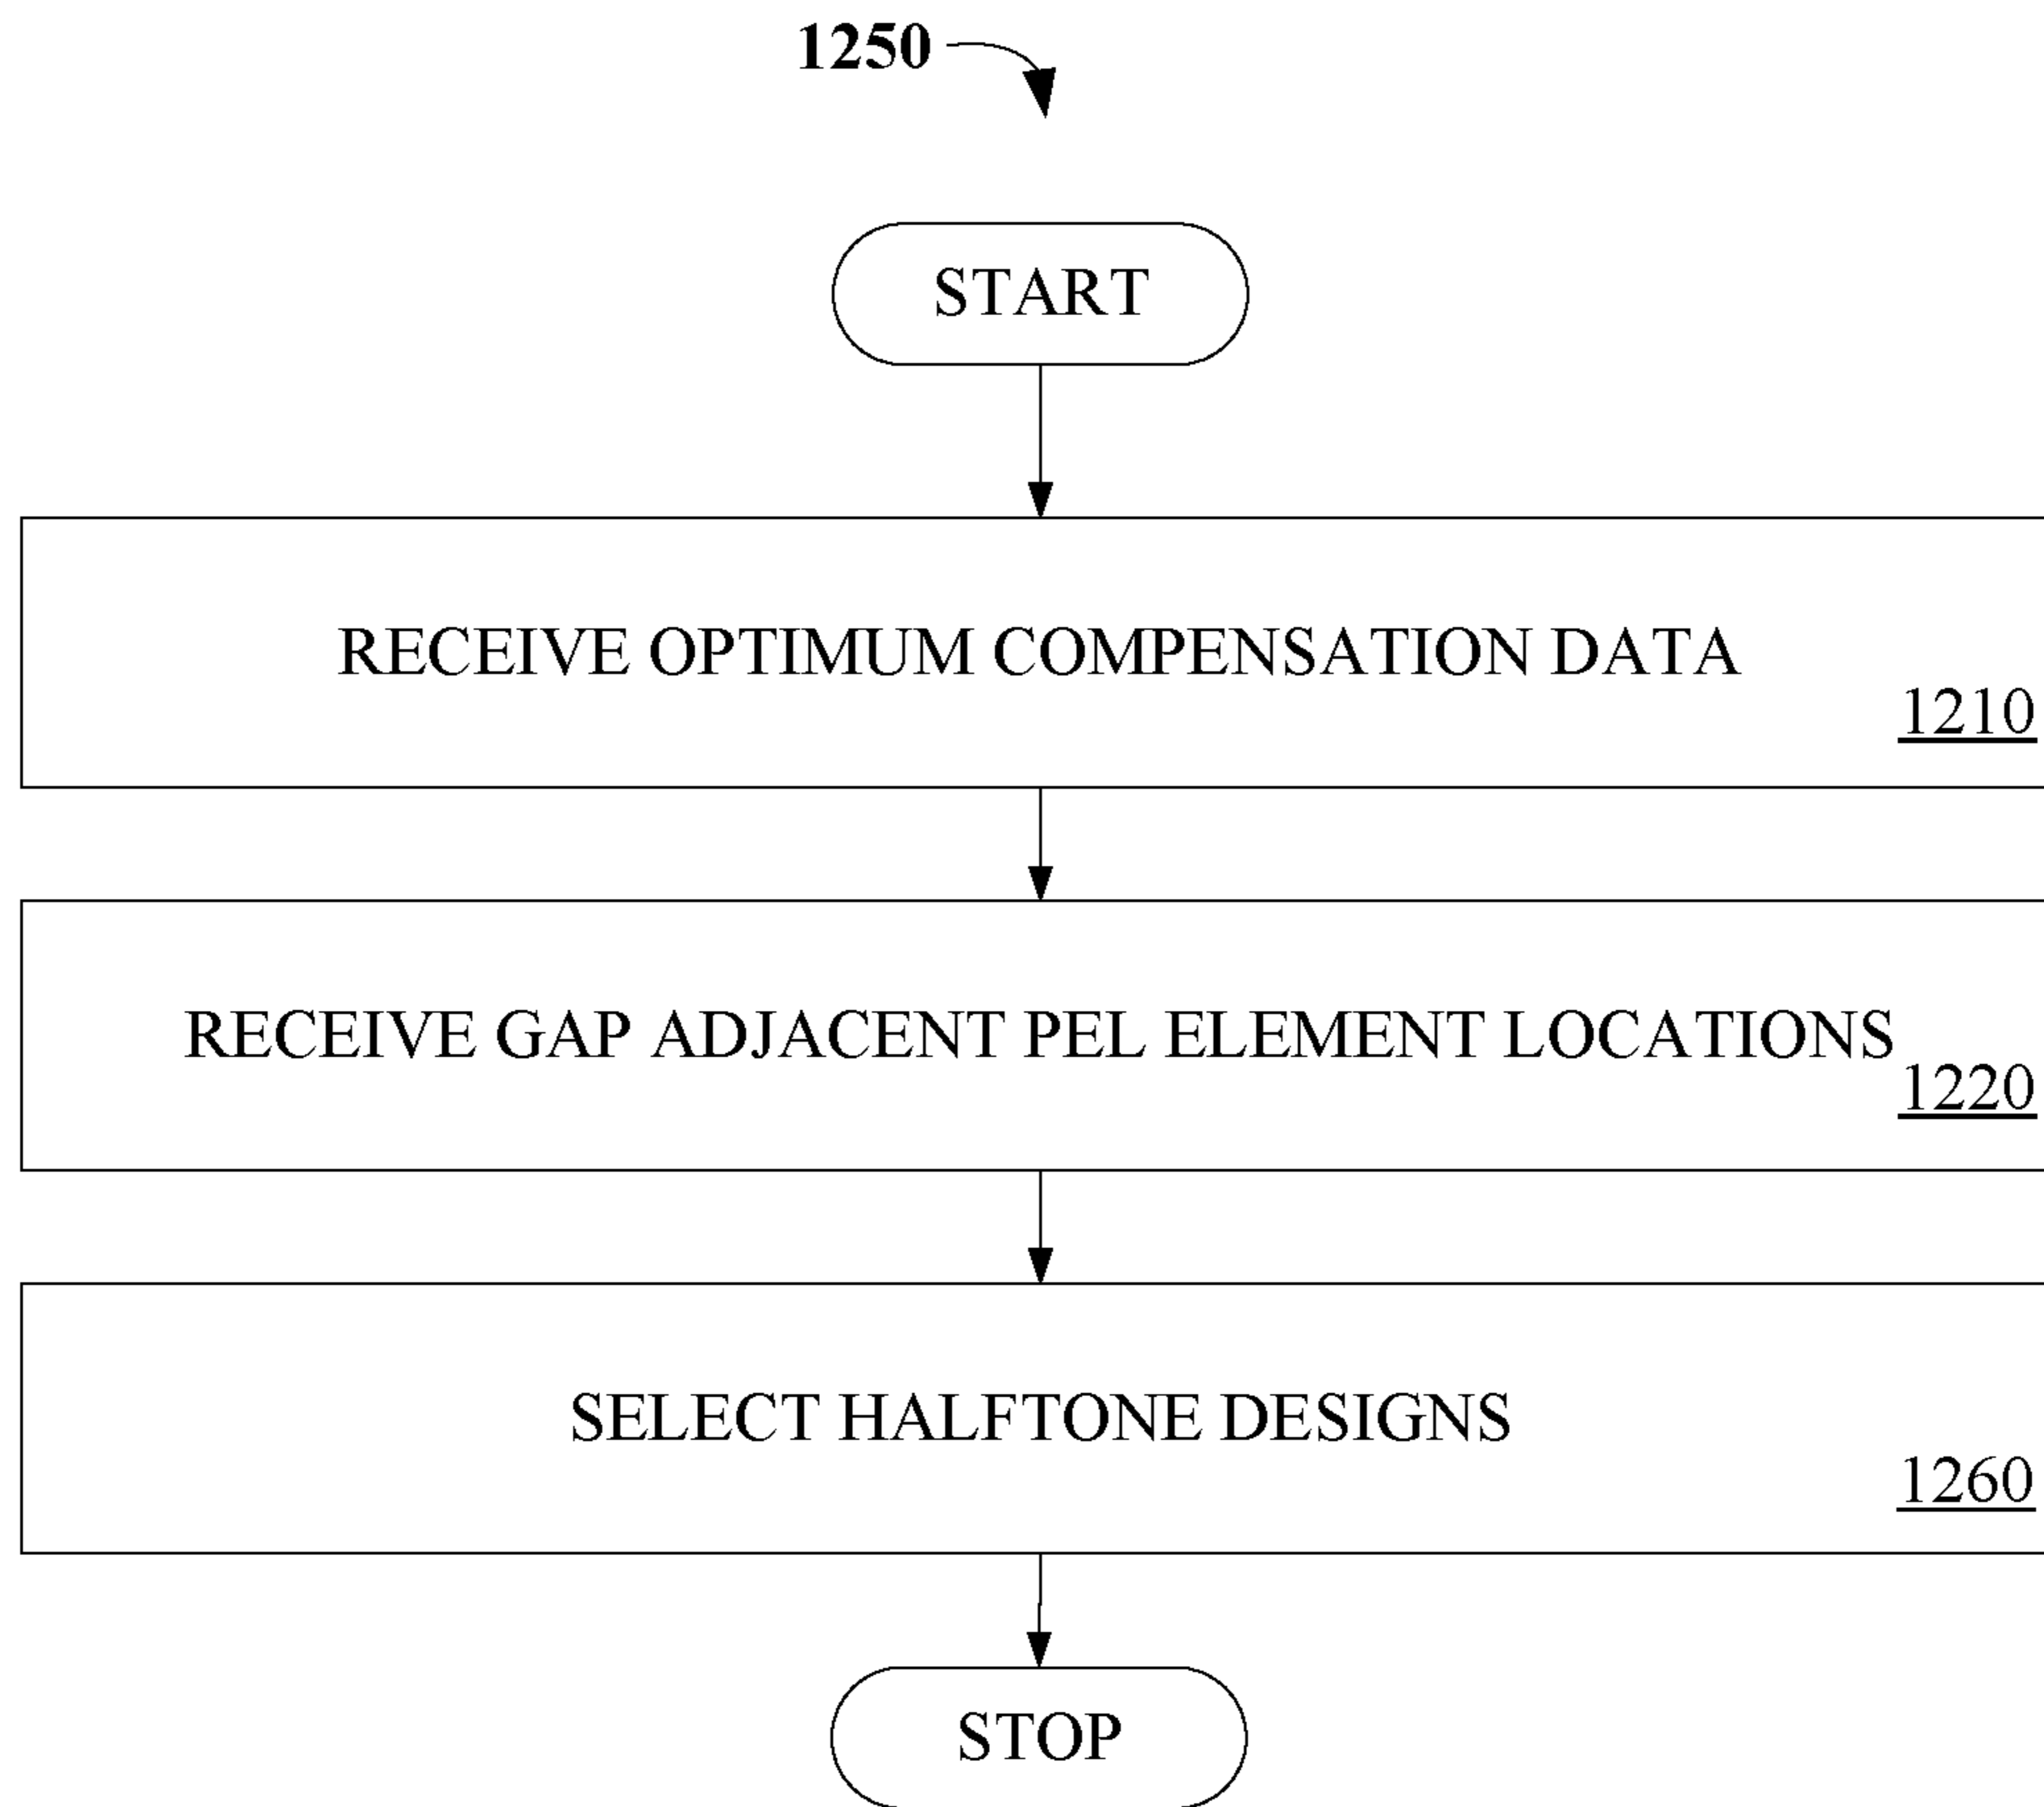 1250
START
RECEIVE OPTIMUM COMPENSATION DATA
1210
RECEIVE GAP ADJACENT PEL ELEMENT LOCATIONS
1220
SELECT HALFTONE DESIGNS
1260
STOP